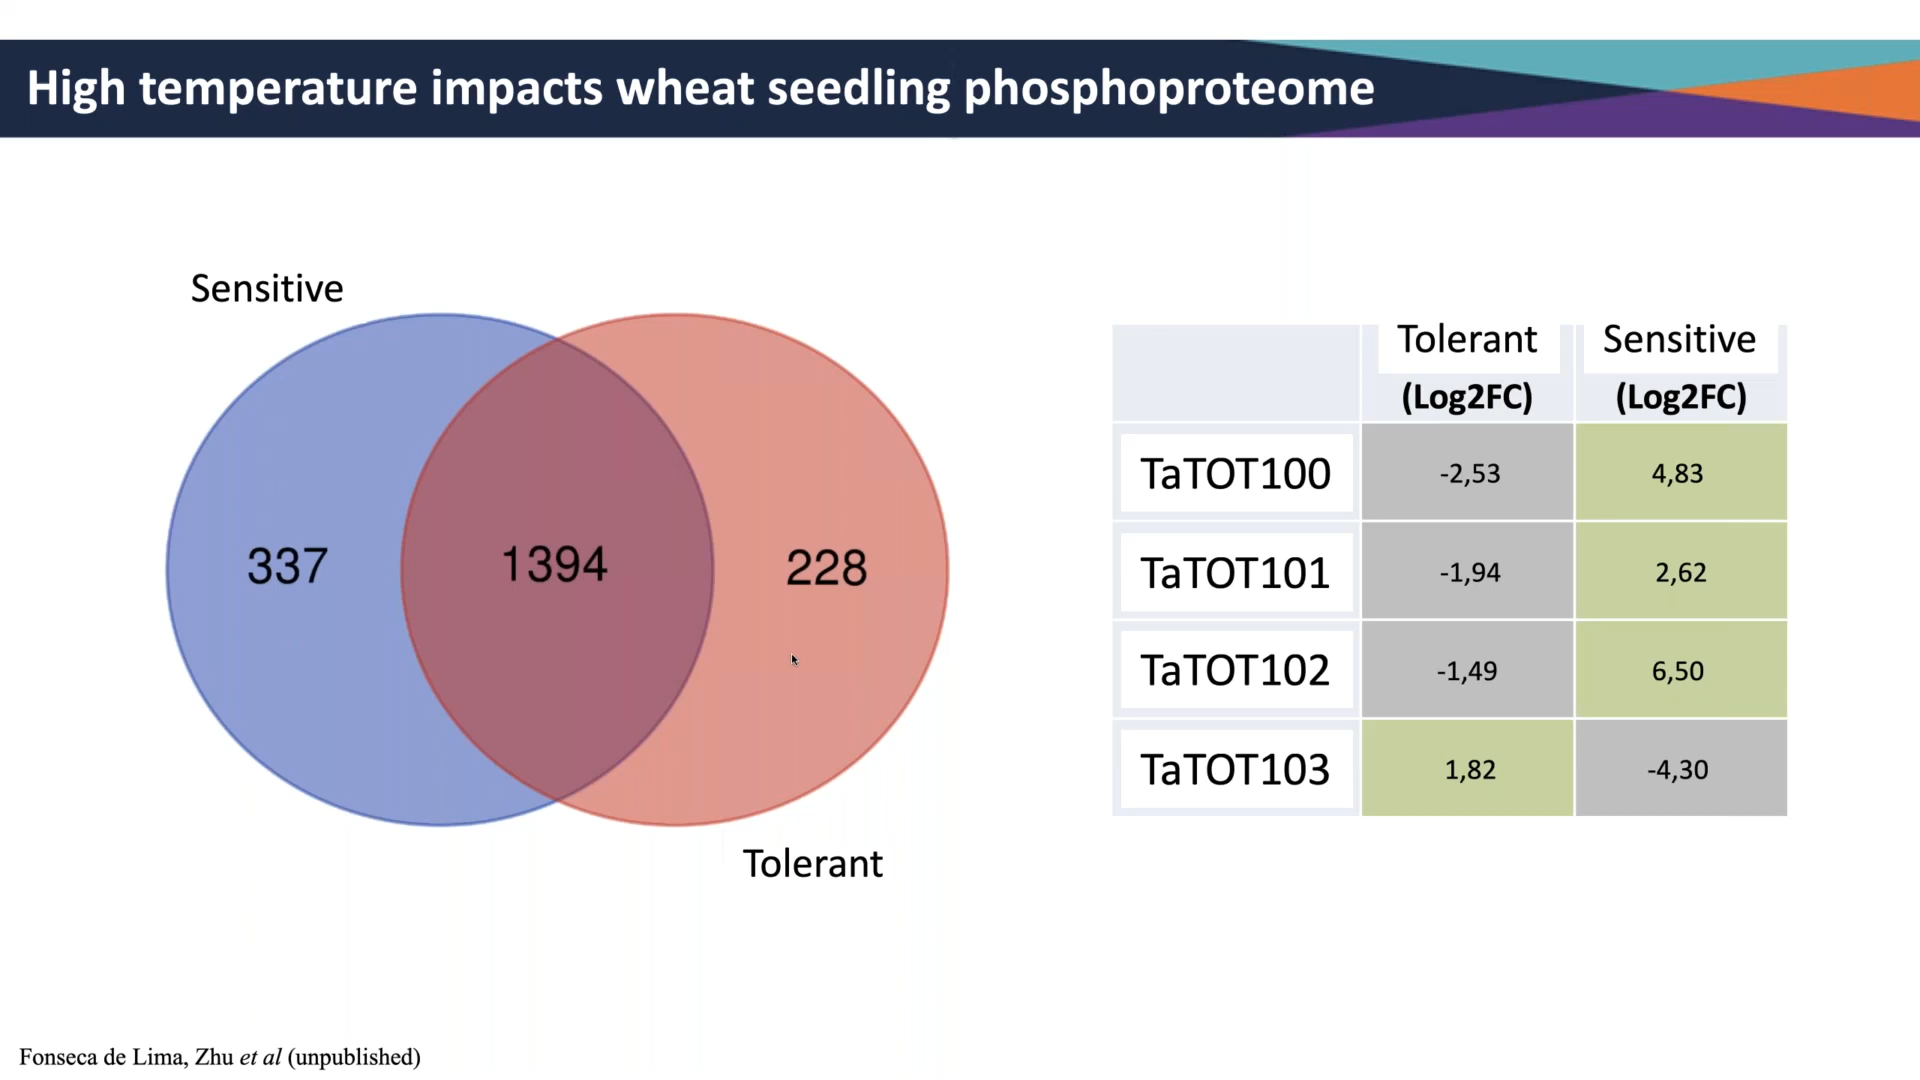 High temperature impacts wheat seedling phosphoproteome
Sensitive
337
1394
228
Tolerant
Tolerant Sensitive
(Log2FC) (Log2FC)
TaTOT100 -2,53 4,83
TaTOT101 -1,94 2,62
TaTOT102 -1,49 6,50
TaTOT103 1,82 -4,30
Fonseca de Lima, Zhu et al (unpublished)